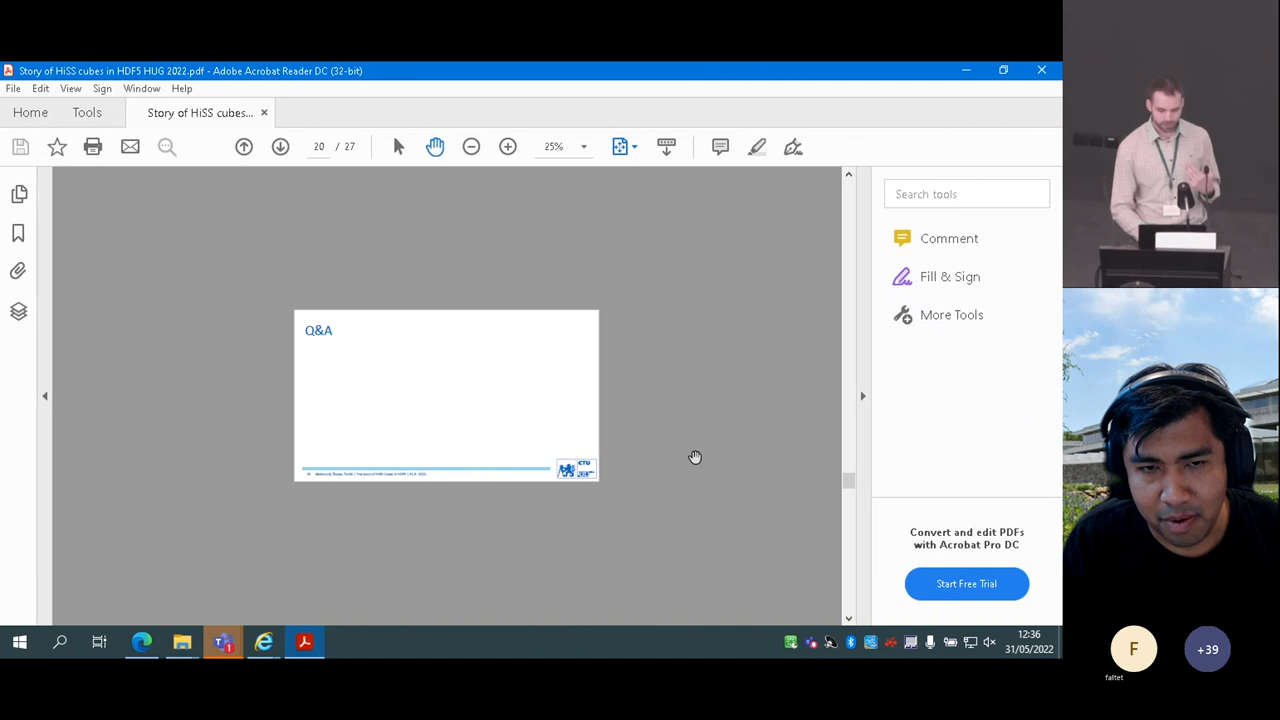 Story of HiSS cubes in HDF5 HUG 2022.pdf - Adobe Acrobat Reader DC (32-bit)
File Edit View Sign Window Help
Home Tools Story of HiSS cubes...
20 / 27 25%
Search tools
Comment
Fill & Sign
More Tools
Q&A
CTU
Convert and edit PDFs
with Acrobat Pro DC
Start Free Trial
1
12:36
31/05/2022
F
+39
faltet